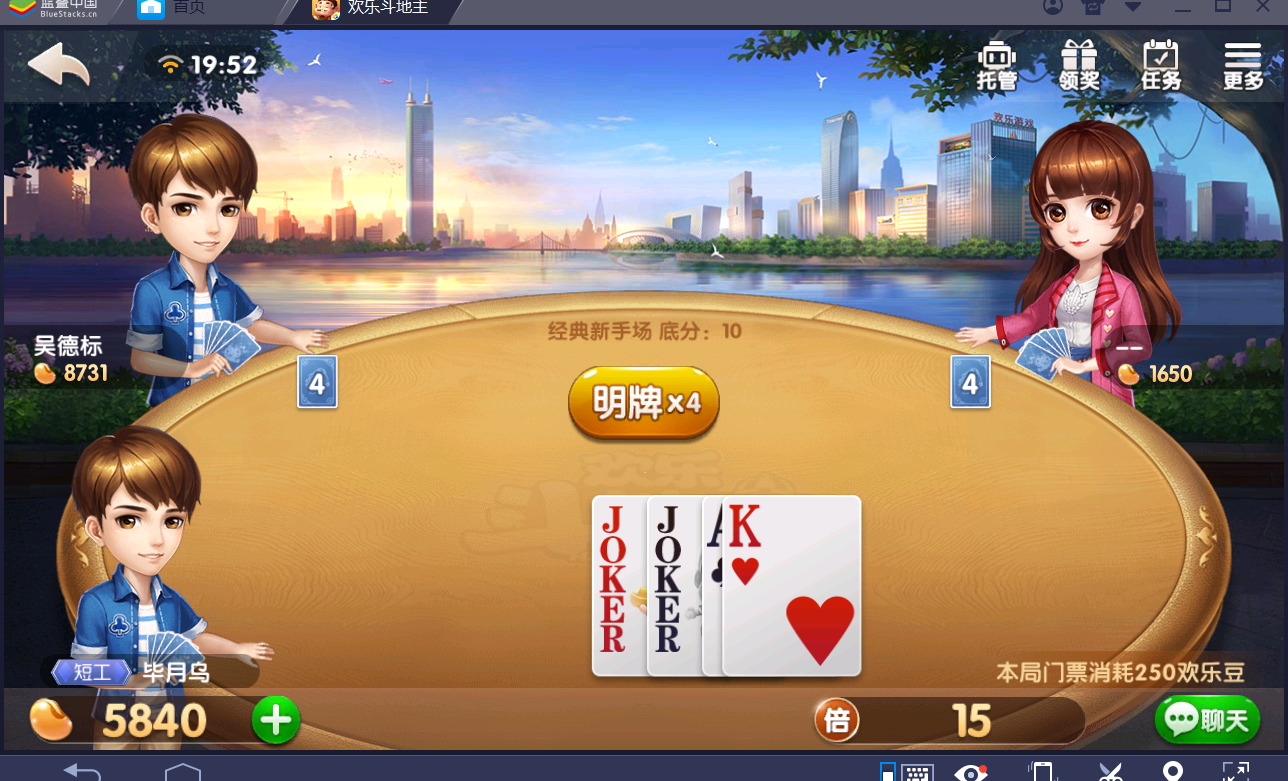 蓝叠中国
BlueStacks.cn
首页
欢乐斗地主
19:52
托管
领奖
任务
更多
欢乐游戏
吴德标
8731
--
1650
经典新手场 底分：10
4
4
明牌x4
欢乐
JOKER
JOKER
A
K
短工
毕月乌
本局门票消耗250欢乐豆
5840
倍
15
聊天